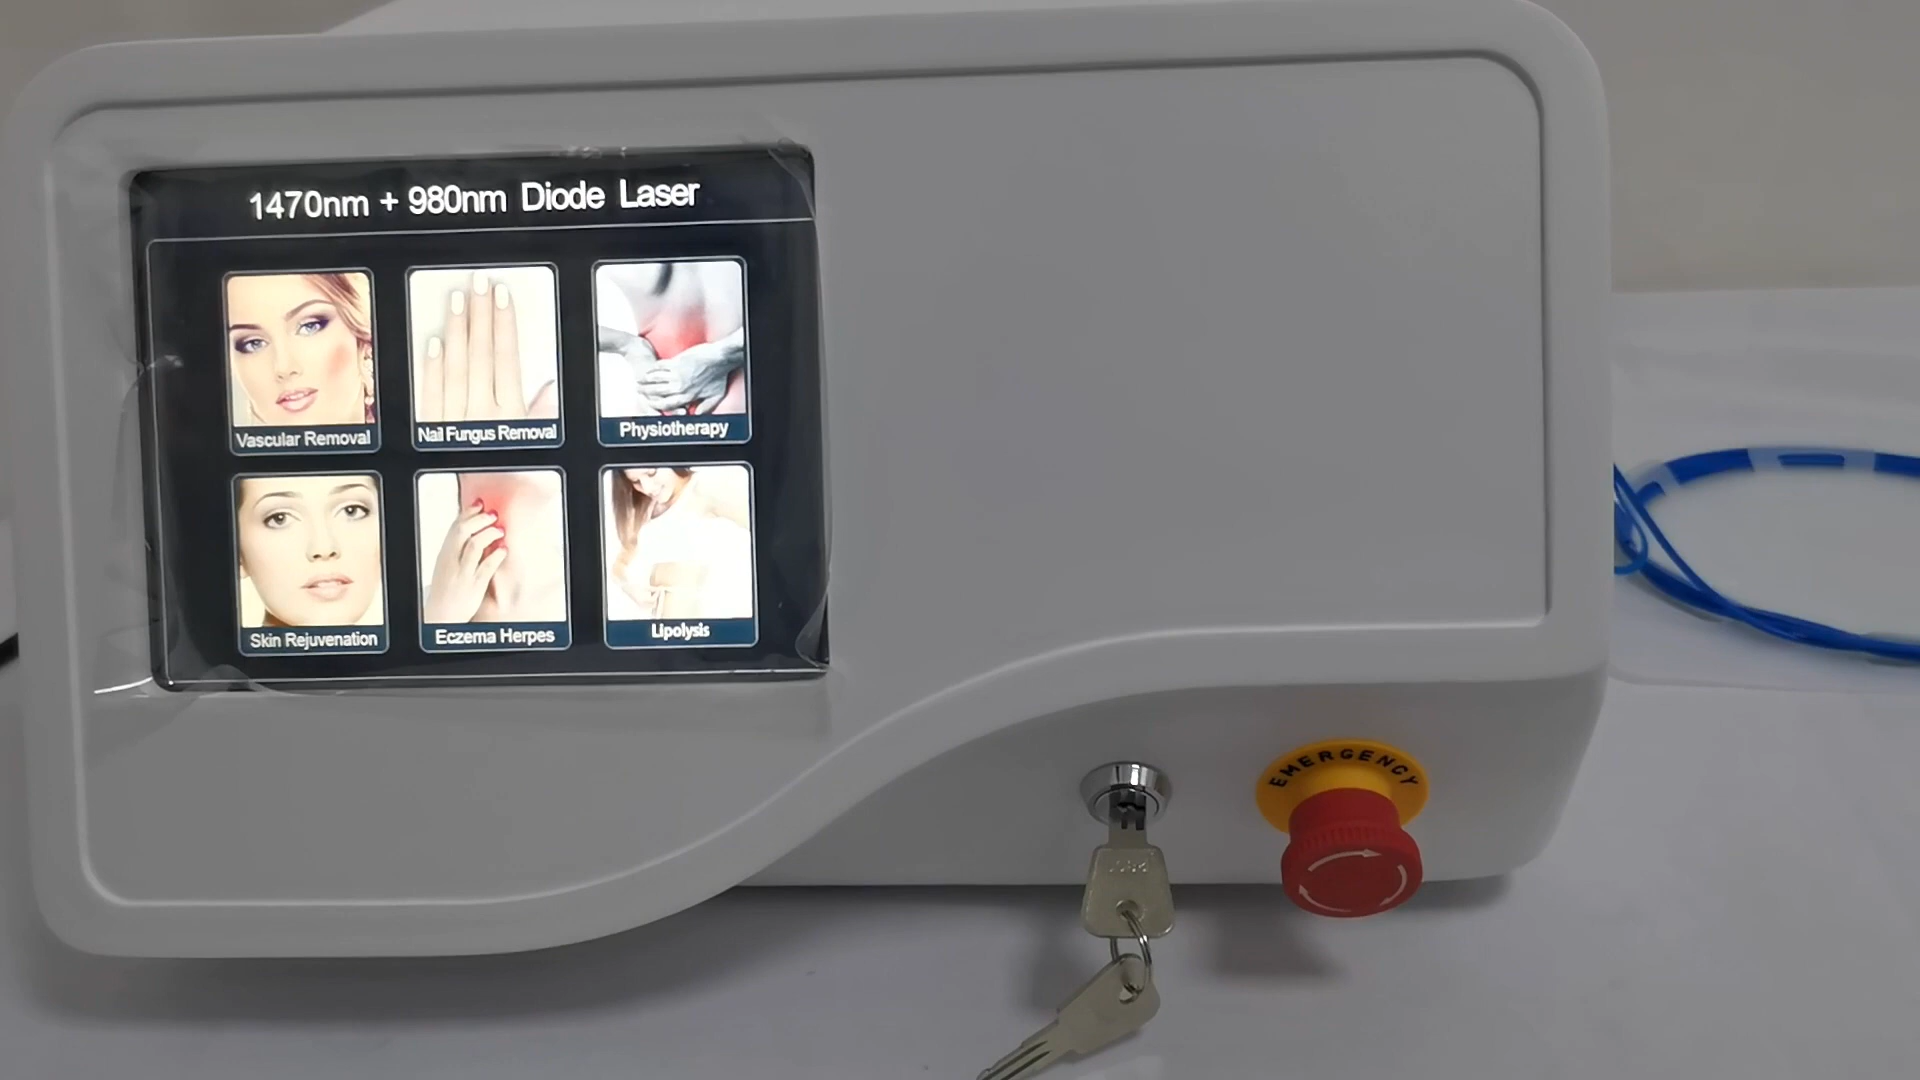 1470nm + 980nm Diode Laser
Vascular Removal
Nail Fungus Removal
Physiotherapy
Skin Rejuvenation
Eczema Herpes
Lipolysis
EMERGENCY